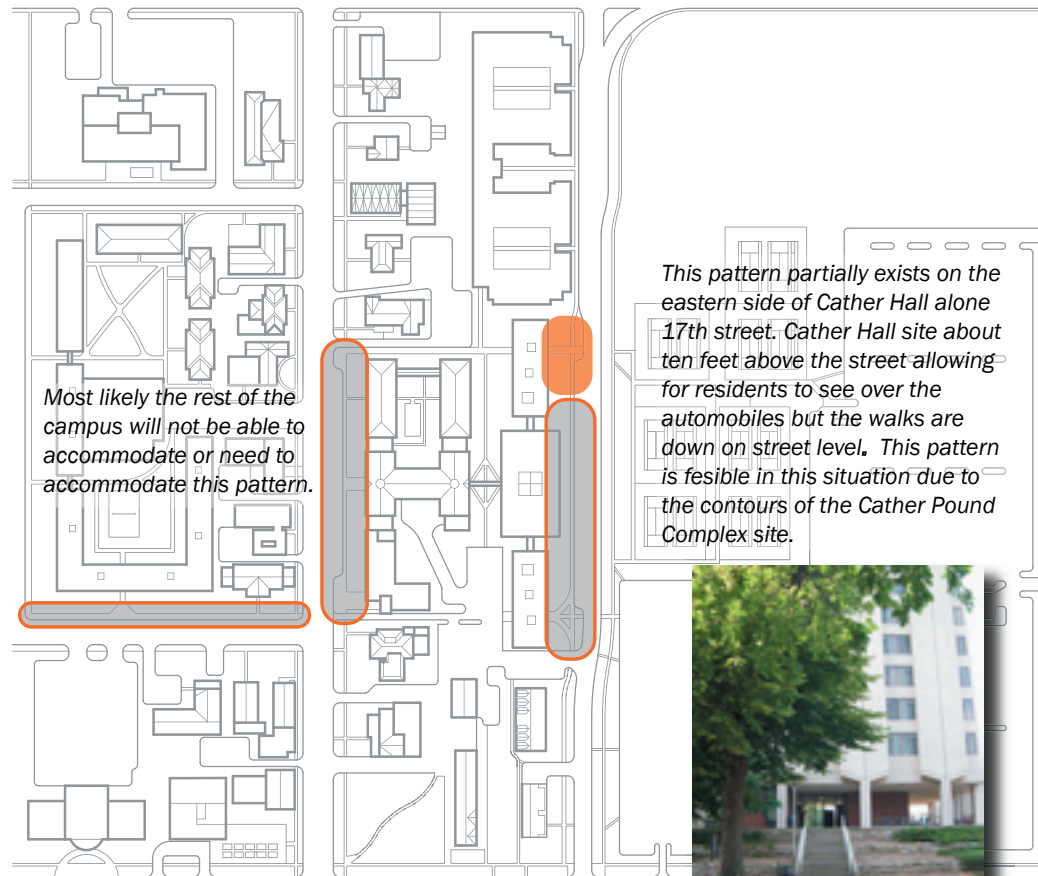 Most likely the rest of the
campus will not be able to
accommodate or need to
accommodate this pattern.
This pattern partially exists on the
eastern side of Cather Hall alone
17th street. Cather Hall site about
ten feet above the street allowing
for residents to see over the
automobiles but the walks are
down on street level. This pattern
is fesible in this situation due to
the contours of the Cather Pound
Complex site.